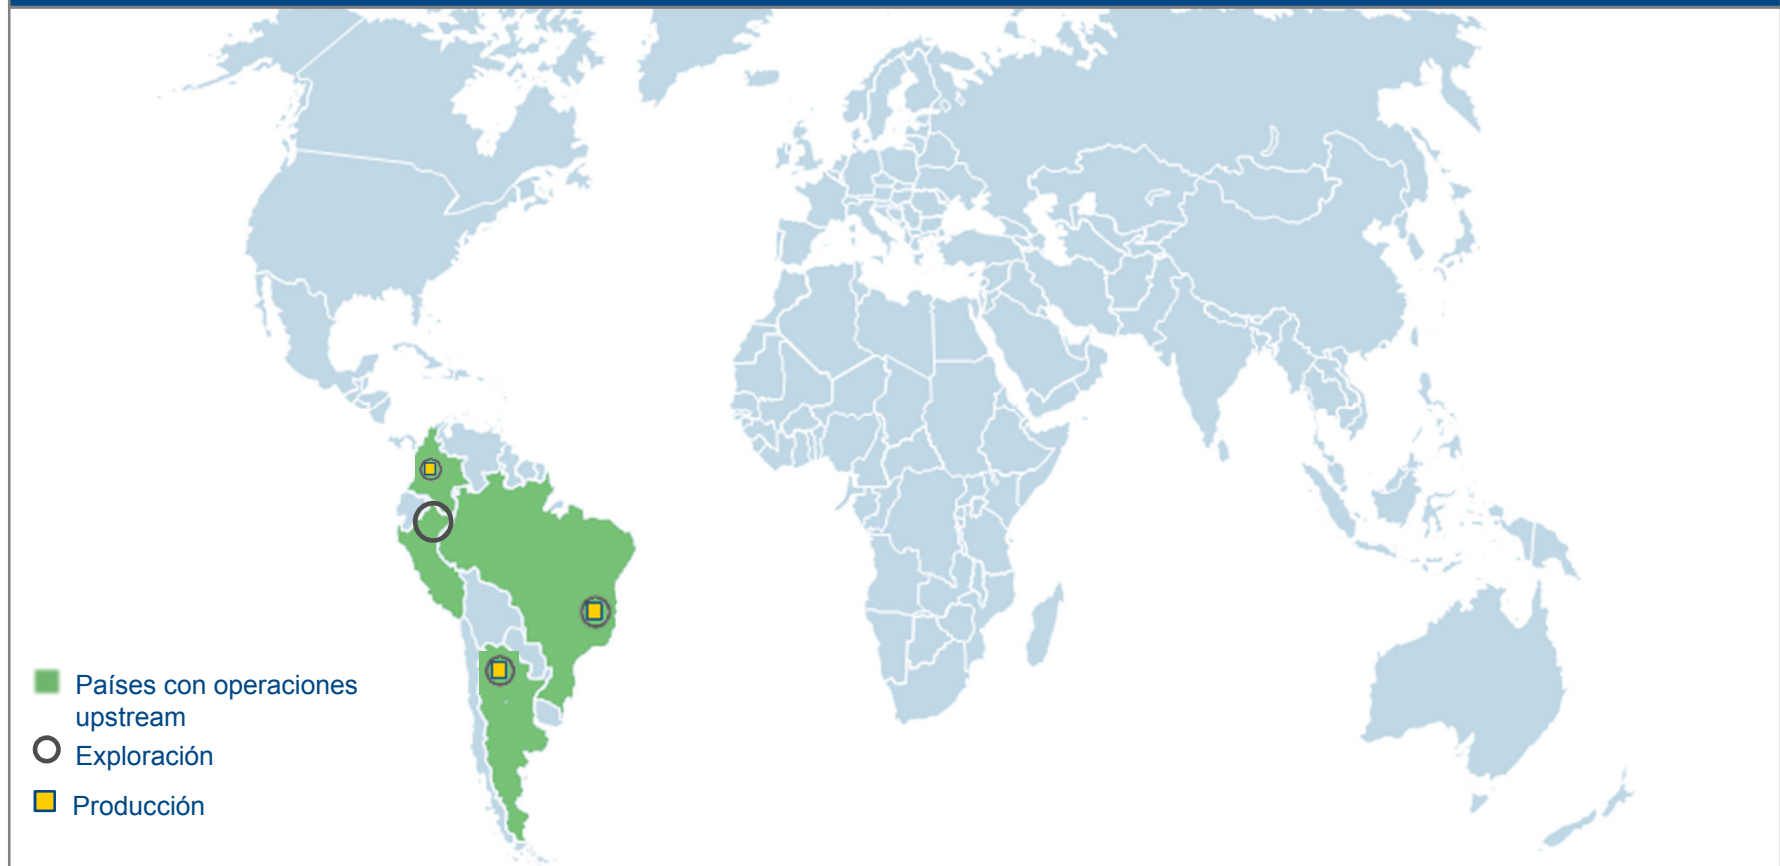 Países con operaciones
upstream
Exploración
Producción